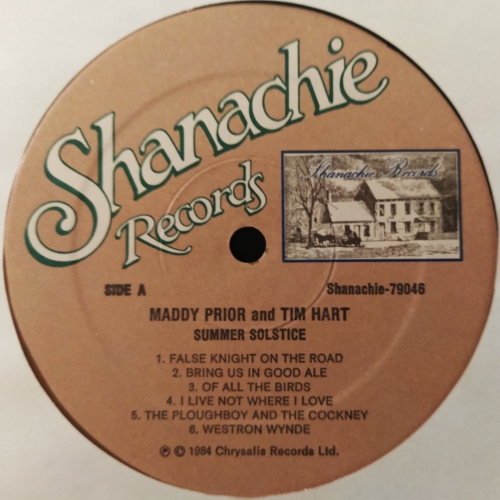 Shanachie
Records
Shanachie Records
SIDE A
Shanachie-79046
MADDY PRIOR and TIM HART
SUMMER SOLSTICE
1. FALSE KNIGHT ON THE ROAD
2. BRING US IN GOOD ALE
3. OF ALL THE BIRDS
4. I LIVE NOT WHERE I LOVE
5. THE PLOUGHBOY AND THE COCKNEY
6. WESTRON WYNDE
℗ © 1984 Chrysalis Records Ltd.